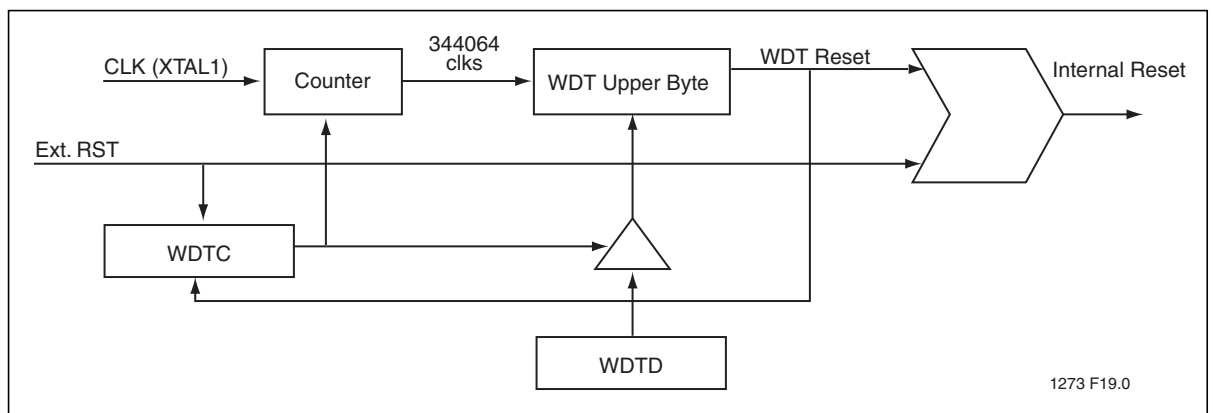 344064
clks
CLK (XTAL1)
Counter
WDT Upper Byte
WDT Reset
Internal Reset
Ext. RST
WDTC
WDTD
1273 F19.0